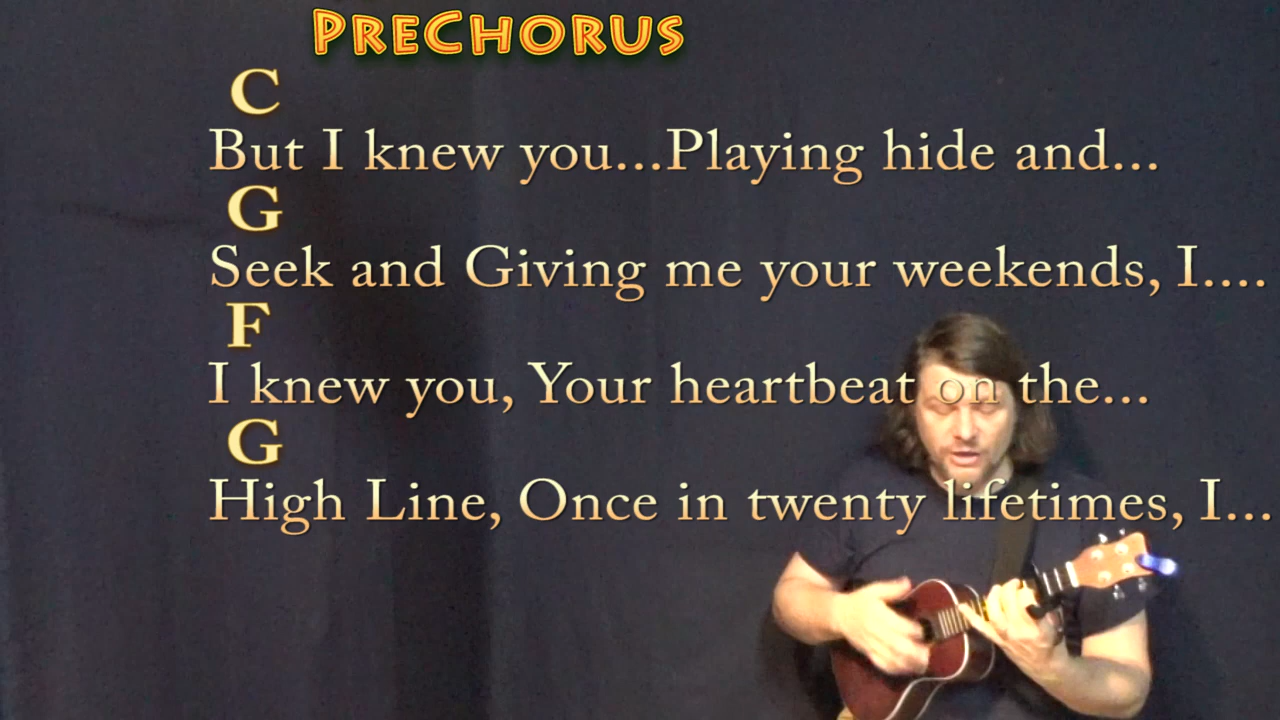 PreChorus
C
But I knew you...Playing hide and...
G
Seek and Giving me your weekends, I....
F
I knew you, Your heartbeat on the...
G
High Line, Once in twenty lifetimes, I...